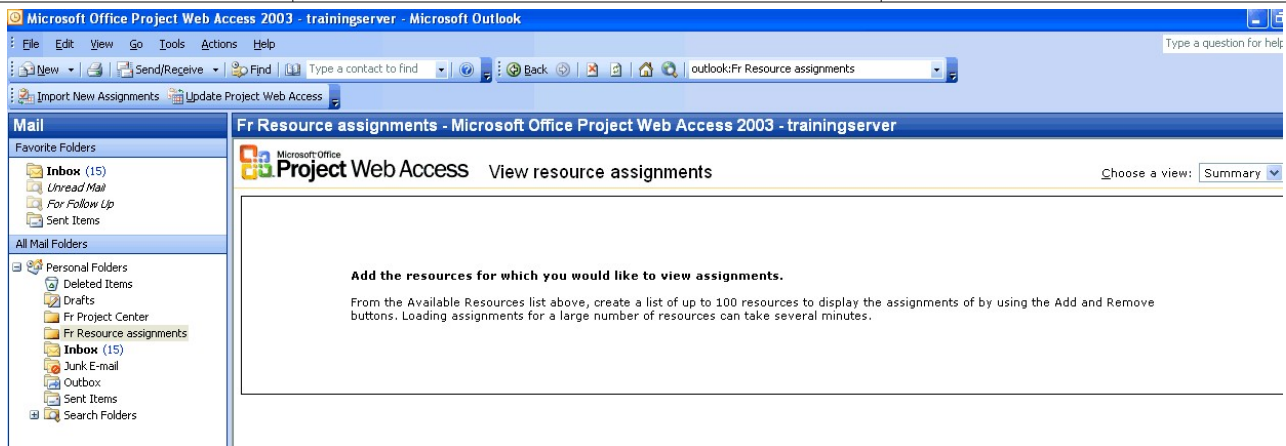 Microsoft Office Project Web Access 2003 - trainingserver - Microsoft Outlook
File Edit View Go Tools Actions Help
Type a question for help
New Send/Receive Find Type a contact to find Back outlook:Fr Resource assignments
Import New Assignments Update Project Web Access
Mail
Fr Resource assignments - Microsoft Office Project Web Access 2003 - trainingserver
Favorite Folders
Inbox (15)
Unread Mail
For Follow Up
Sent Items
All Mail Folders
Personal Folders
Deleted Items
Drafts
Fr Project Center
Fr Resource assignments
Inbox (15)
Junk E-mail
Outbox
Sent Items
Search Folders
Microsoft Office
Project Web Access View resource assignments
Choose a view: Summary
Add the resources for which you would like to view assignments.
From the Available Resources list above, create a list of up to 100 resources to display the assignments of by using the Add and Remove
buttons. Loading assignments for a large number of resources can take several minutes.